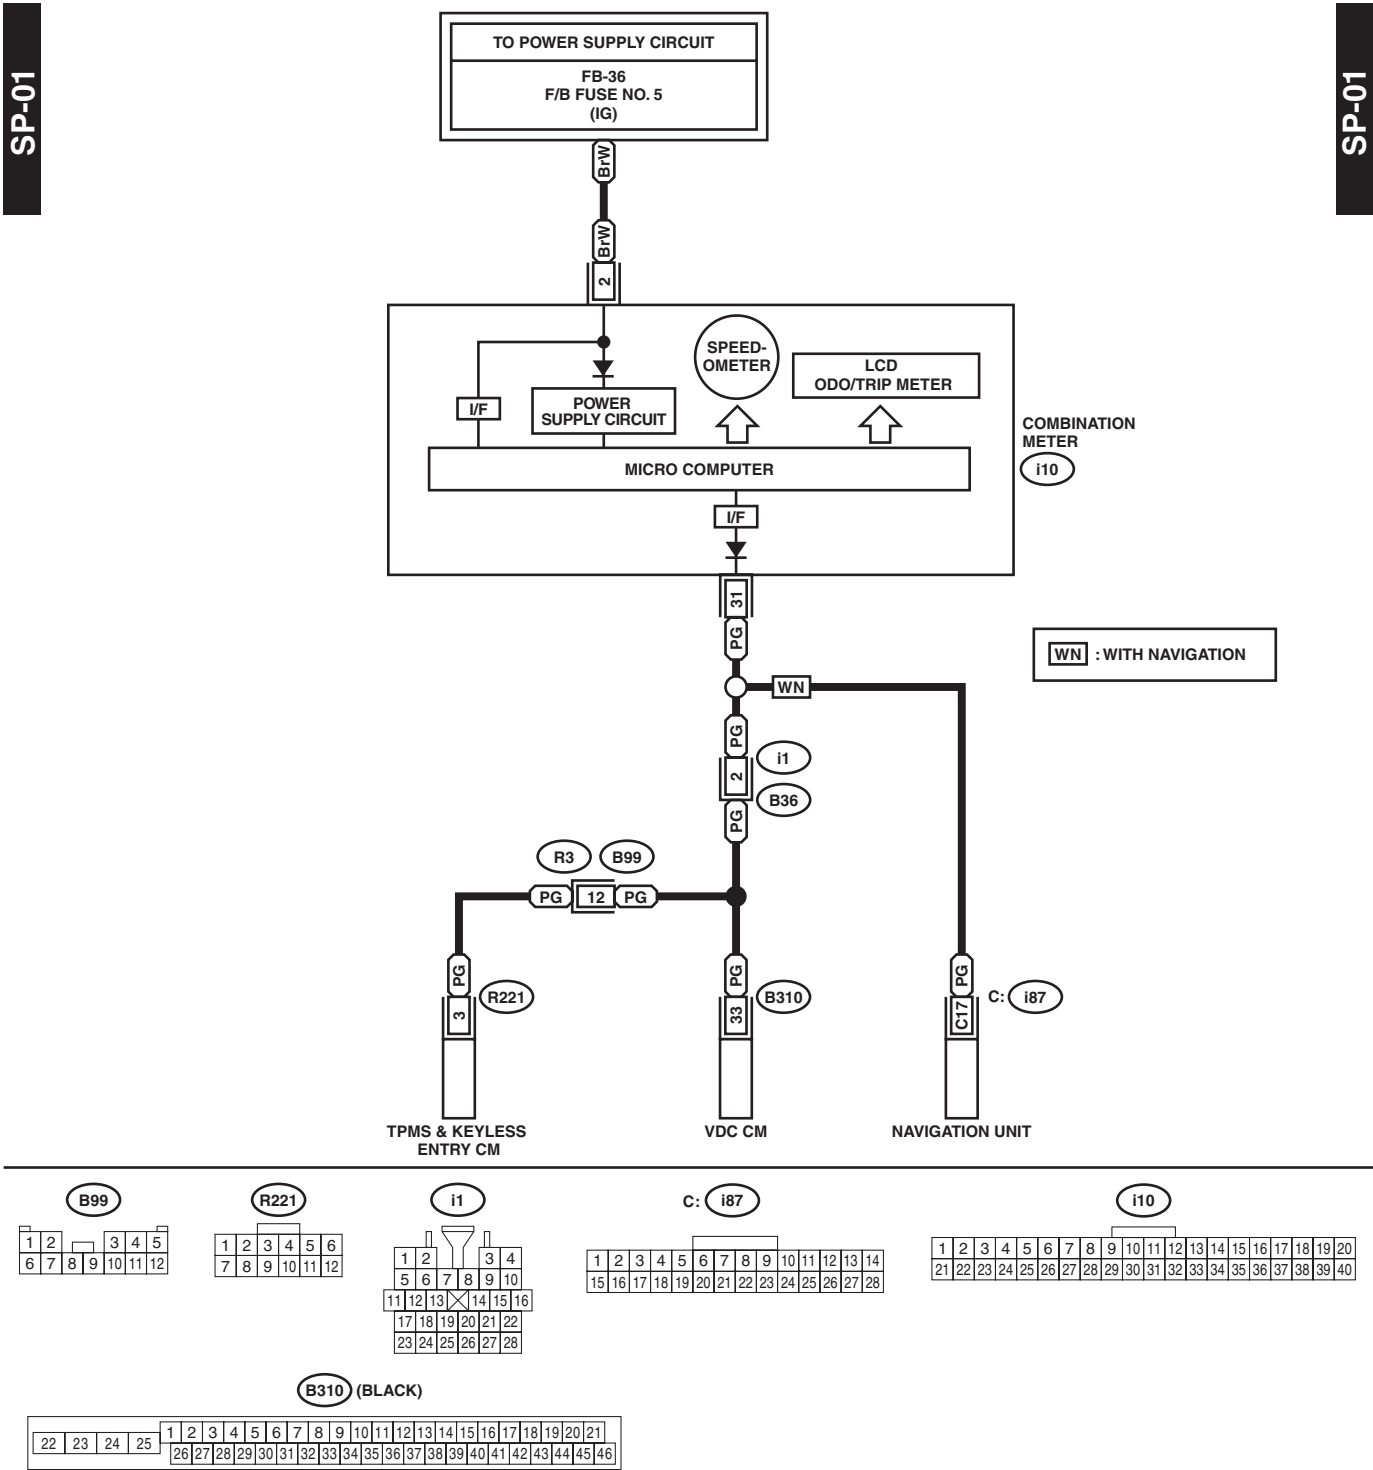 SP-01
SP-01
TO POWER SUPPLY CIRCUIT
FB-36
F/B FUSE NO. 5
(IG)
BrW
BrW
2
SPEED-
OMETER
LCD
ODO/TRIP METER
I/F
POWER
SUPPLY CIRCUIT
MICRO COMPUTER
COMBINATION
METER
i10
I/F
31
PG
WN : WITH NAVIGATION
WN
PG
i1
2
B36
PG
R3 B99
PG 12 PG
PG
R221
3
PG
B310
33
PG
C: i87
C17
TPMS & KEYLESS
ENTRY CM
VDC CM
NAVIGATION UNIT
B99
1 2 3 4 5
6 7 8 9 10 11 12
R221
1 2 3 4 5 6
7 8 9 10 11 12
i1
1 2 3 4
5 6 7 8 9 10
11 12 13 14 15 16
17 18 19 20 21 22
23 24 25 26 27 28
C: i87
1 2 3 4 5 6 7 8 9 10 11 12 13 14
15 16 17 18 19 20 21 22 23 24 25 26 27 28
i10
1 2 3 4 5 6 7 8 9 10 11 12 13 14 15 16 17 18 19 20
21 22 23 24 25 26 27 28 29 30 31 32 33 34 35 36 37 38 39 40
B310 (BLACK)
22 23 24 25 1 2 3 4 5 6 7 8 9 10 11 12 13 14 15 16 17 18 19 20 21
26 27 28 29 30 31 32 33 34 35 36 37 38 39 40 41 42 43 44 45 46